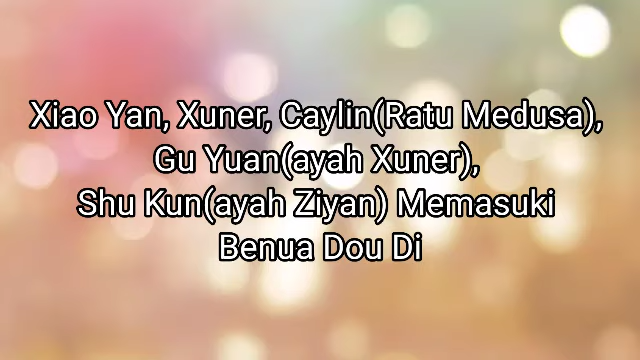 Xiao Yan, Xuner, Caylin(Ratu Medusa),
Gu Yuan(ayah Xuner),
Shu Kun(ayah Ziyan) Memasuki
Benua Dou Di